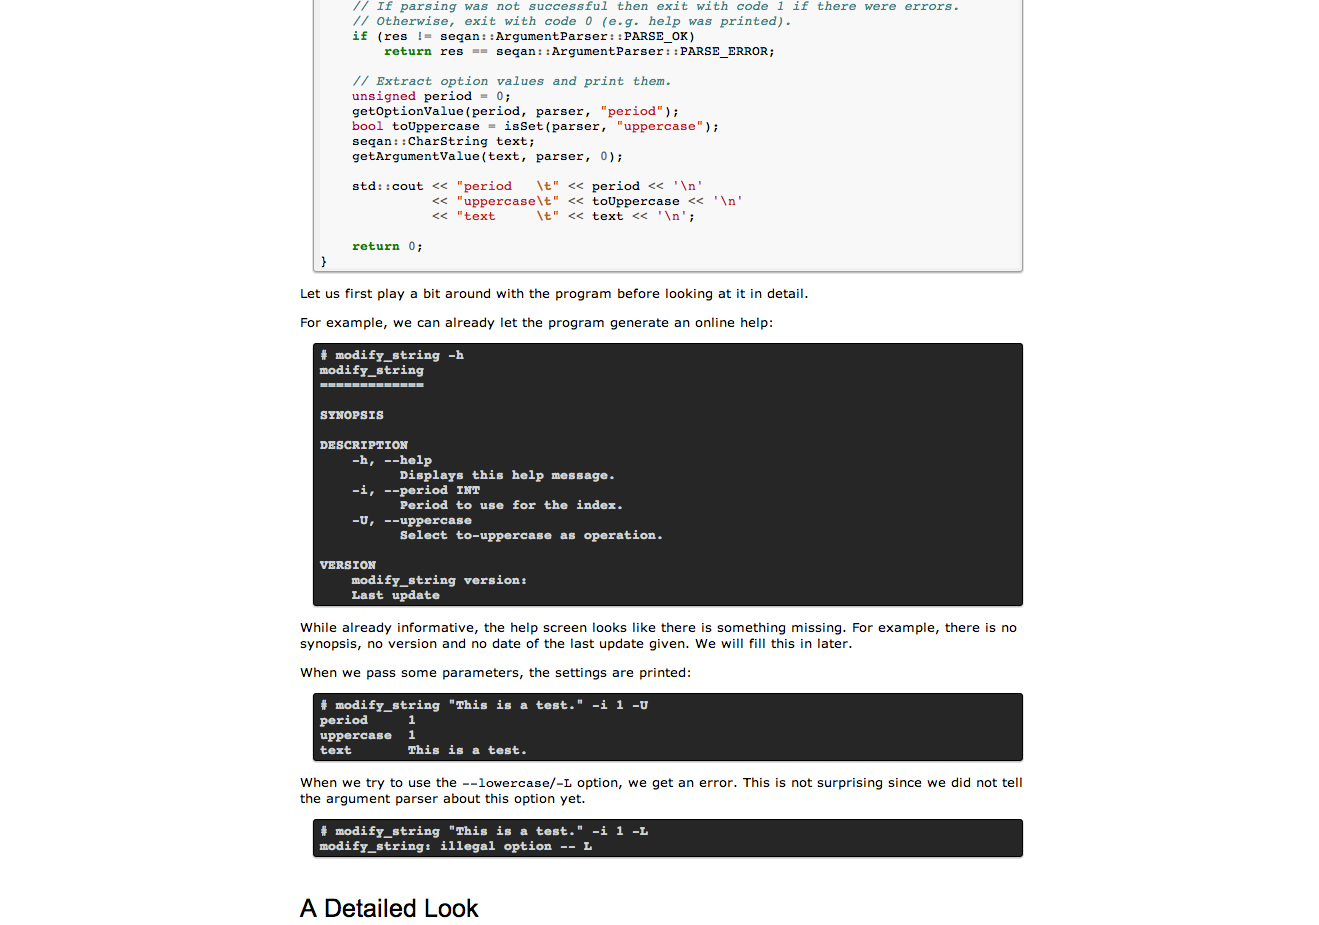 // If parsing was not successful then exit with code 1 if there were errors.
// Otherwise, exit with code 0 (e.g. help was printed).
if (res != seqan::ArgumentParser::PARSE_OK)
    return res == seqan::ArgumentParser::PARSE_ERROR;

// Extract option values and print them.
unsigned period = 0;
getOptionValue(period, parser, "period");
bool toUppercase = isSet(parser, "uppercase");
seqan::CharString text;
getArgumentValue(text, parser, 0);

std::cout << "period   \t" << period << '\n'
          << "uppercase\t" << toUppercase << '\n'
          << "text     \t" << text << '\n';

return 0;
}
Let us first play a bit around with the program before looking at it in detail.
For example, we can already let the program generate an online help:
# modify_string -h
modify_string
=============

SYNOPSIS

DESCRIPTION
    -h, --help
          Displays this help message.
    -i, --period INT
          Period to use for the index.
    -U, --uppercase
          Select to-uppercase as operation.

VERSION
    modify_string version:
    Last update
While already informative, the help screen looks like there is something missing. For example, there is no
synopsis, no version and no date of the last update given. We will fill this in later.
When we pass some parameters, the settings are printed:
# modify_string "This is a test." -i 1 -U
period     1
uppercase  1
text       This is a test.
When we try to use the --lowercase/-L option, we get an error. This is not surprising since we did not tell
the argument parser about this option yet.
# modify_string "This is a test." -i 1 -L
modify_string: illegal option -- L
A Detailed Look